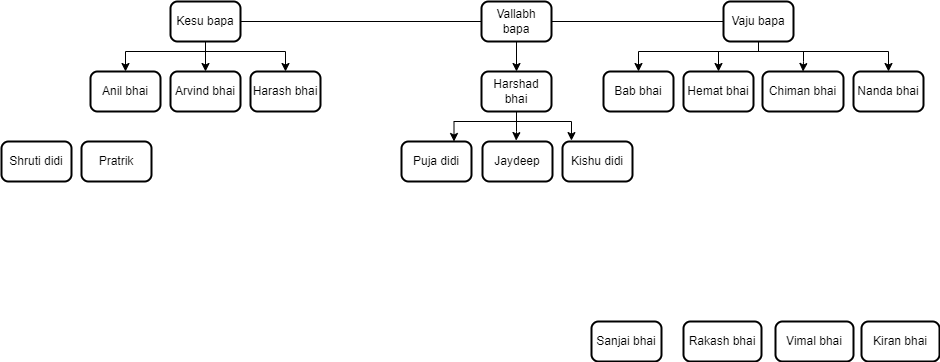 Kesu bapa
Vallabh
bapa
Vaju bapa
Anil bhai
Arvind bhai
Harash bhai
Harshad
bhai
Bab bhai
Hemat bhai
Chiman bhai
Nanda bhai
Shruti didi
Pratrik
Puja didi
Jaydeep
Kishu didi
Sanjai bhai
Rakash bhai
Vimal bhai
Kiran bhai